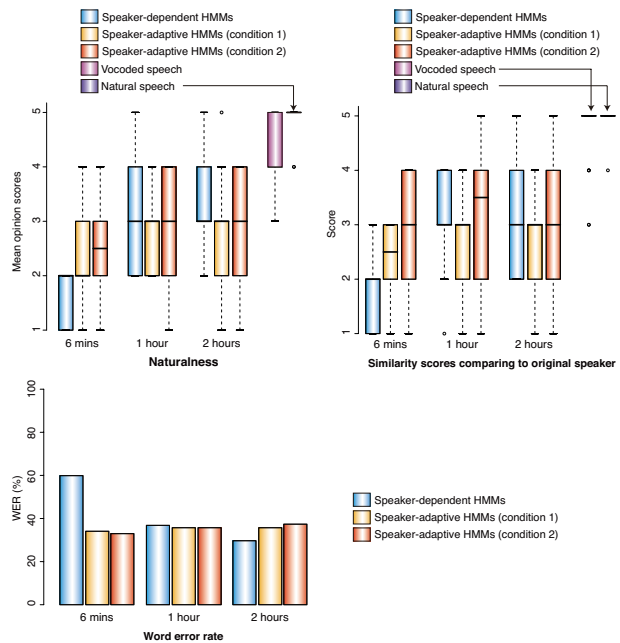 Speaker-dependent HMMs
Speaker-adaptive HMMs (condition 1)
Speaker-adaptive HMMs (condition 2)
Vocoded speech
Natural speech
Mean opinion scores
5
4
3
2
1
6 mins 1 hour 2 hours
Naturalness
Speaker-dependent HMMs
Speaker-adaptive HMMs (condition 1)
Speaker-adaptive HMMs (condition 2)
Vocoded speech
Natural speech
Score
5
4
3
2
1
6 mins 1 hour 2 hours
Similarity scores comparing to original speaker
WER (%)
100
80
60
40
20
0
6 mins 1 hour 2 hours
Word error rate
Speaker-dependent HMMs
Speaker-adaptive HMMs (condition 1)
Speaker-adaptive HMMs (condition 2)